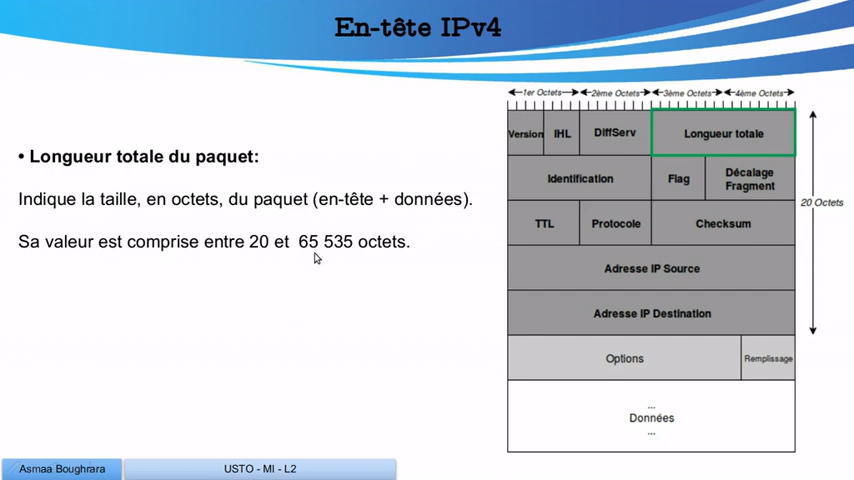 En-tête IPv4
• Longueur totale du paquet:
Indique la taille, en octets, du paquet (en-tête + données).
Sa valeur est comprise entre 20 et 65 535 octets.
1er Octets 2ème Octets 3ème Octets 4ème Octets
Version IHL DiffServ Longueur totale
Identification Flag Décalage
Fragment
20 Octets
TTL Protocole Checksum
Adresse IP Source
Adresse IP Destination
Options Remplissage
...
Données
...
Asmaa Boughrara
USTO - MI - L2